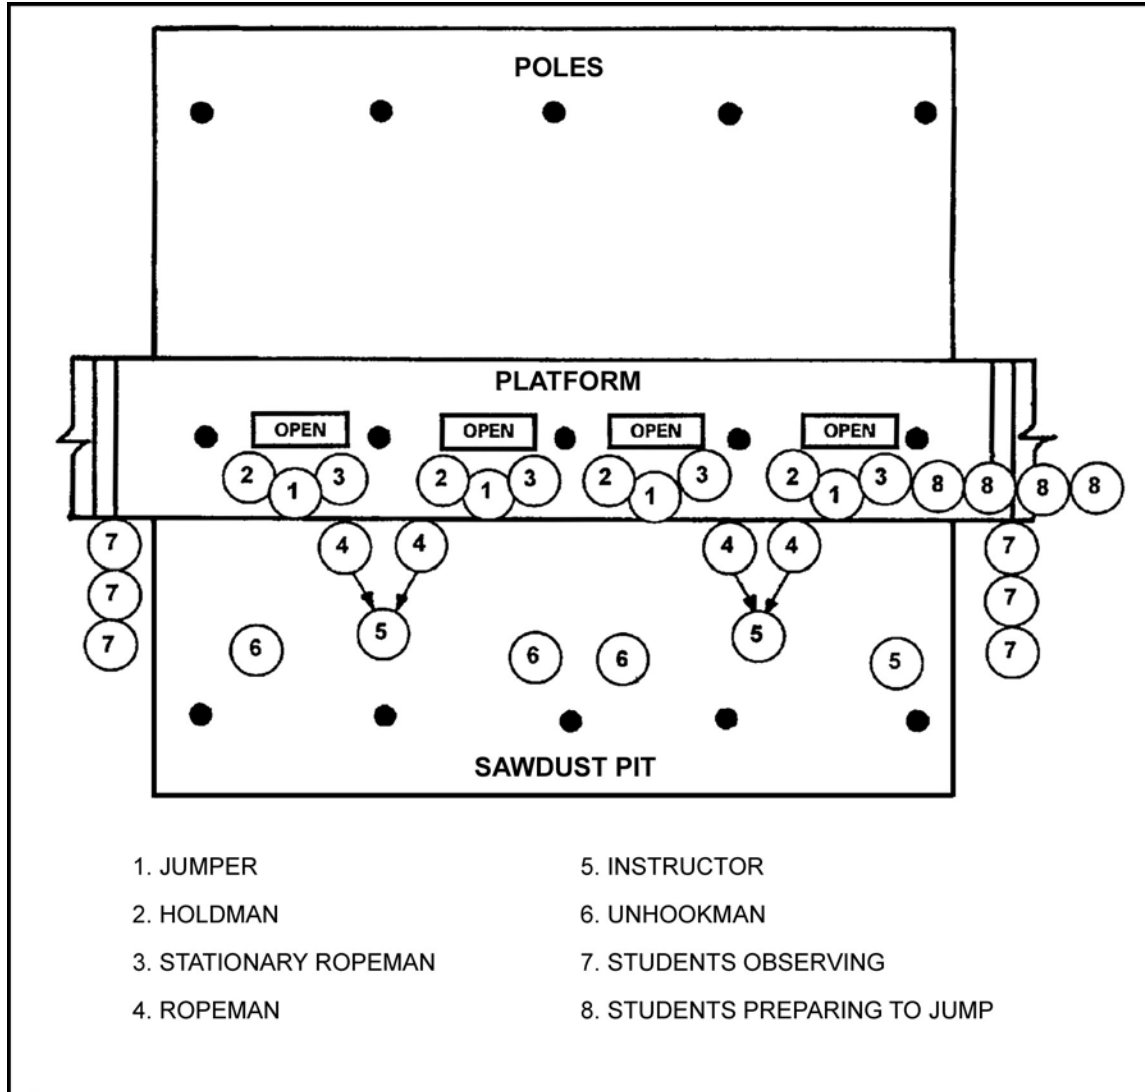 POLES
PLATFORM
OPEN OPEN OPEN OPEN
2 3 2 3 2 3 2 3
1 1 1 1 8 8 8 8
7 4 4 4 4 7
7 7
7 5 5 7
6 6 6 5
SAWDUST PIT
1. JUMPER
2. HOLDMAN
3. STATIONARY ROPEMAN
4. ROPEMAN
5. INSTRUCTOR
6. UNHOOKMAN
7. STUDENTS OBSERVING
8. STUDENTS PREPARING TO JUMP